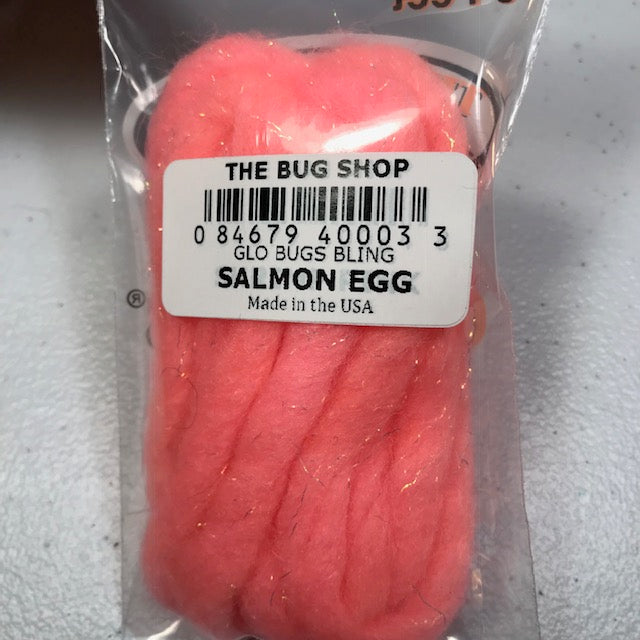 THE BUG SHOP
0 84679 40003 3
GLO BUGS BLING
SALMON EGG
Made in the USA
®